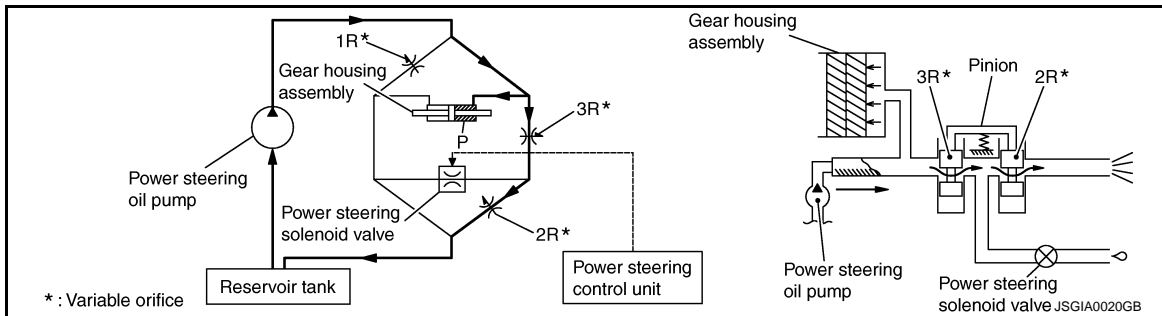 1R*
Gear housing
assembly
3R*
P
Power steering
oil pump
Power steering
solenoid valve
2R*
Reservoir tank
Power steering
control unit
* : Variable orifice
Gear housing
assembly
Pinion
3R*
2R*
Power steering
oil pump
Power steering
solenoid valve
JSGIA0020GB